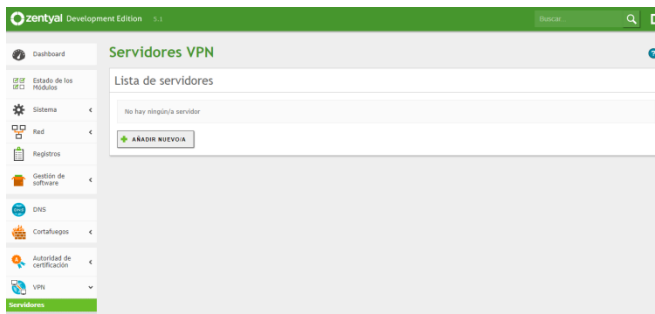 zentyal Development Edition 5.1
Buscar...
Dashboard
Servidores VPN
Estado de los
Módulos
Lista de servidores
Sistema
No hay ningún/a servidor
Red
AÑADIR NUEVO/A
Registros
Gestión de
software
DNS
Cortafuegos
Autoridad de
certificación
VPN
Servidores